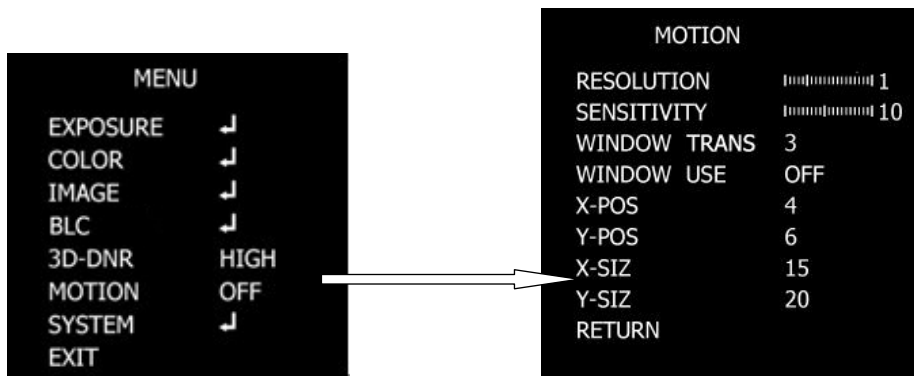 MENU
EXPOSURE ↲
COLOR ↲
IMAGE ↲
BLC ↲
3D-DNR HIGH
MOTION OFF
SYSTEM ↲
EXIT
MOTION
RESOLUTION 1
SENSITIVITY 10
WINDOW TRANS 3
WINDOW USE OFF
X-POS 4
Y-POS 6
X-SIZ 15
Y-SIZ 20
RETURN